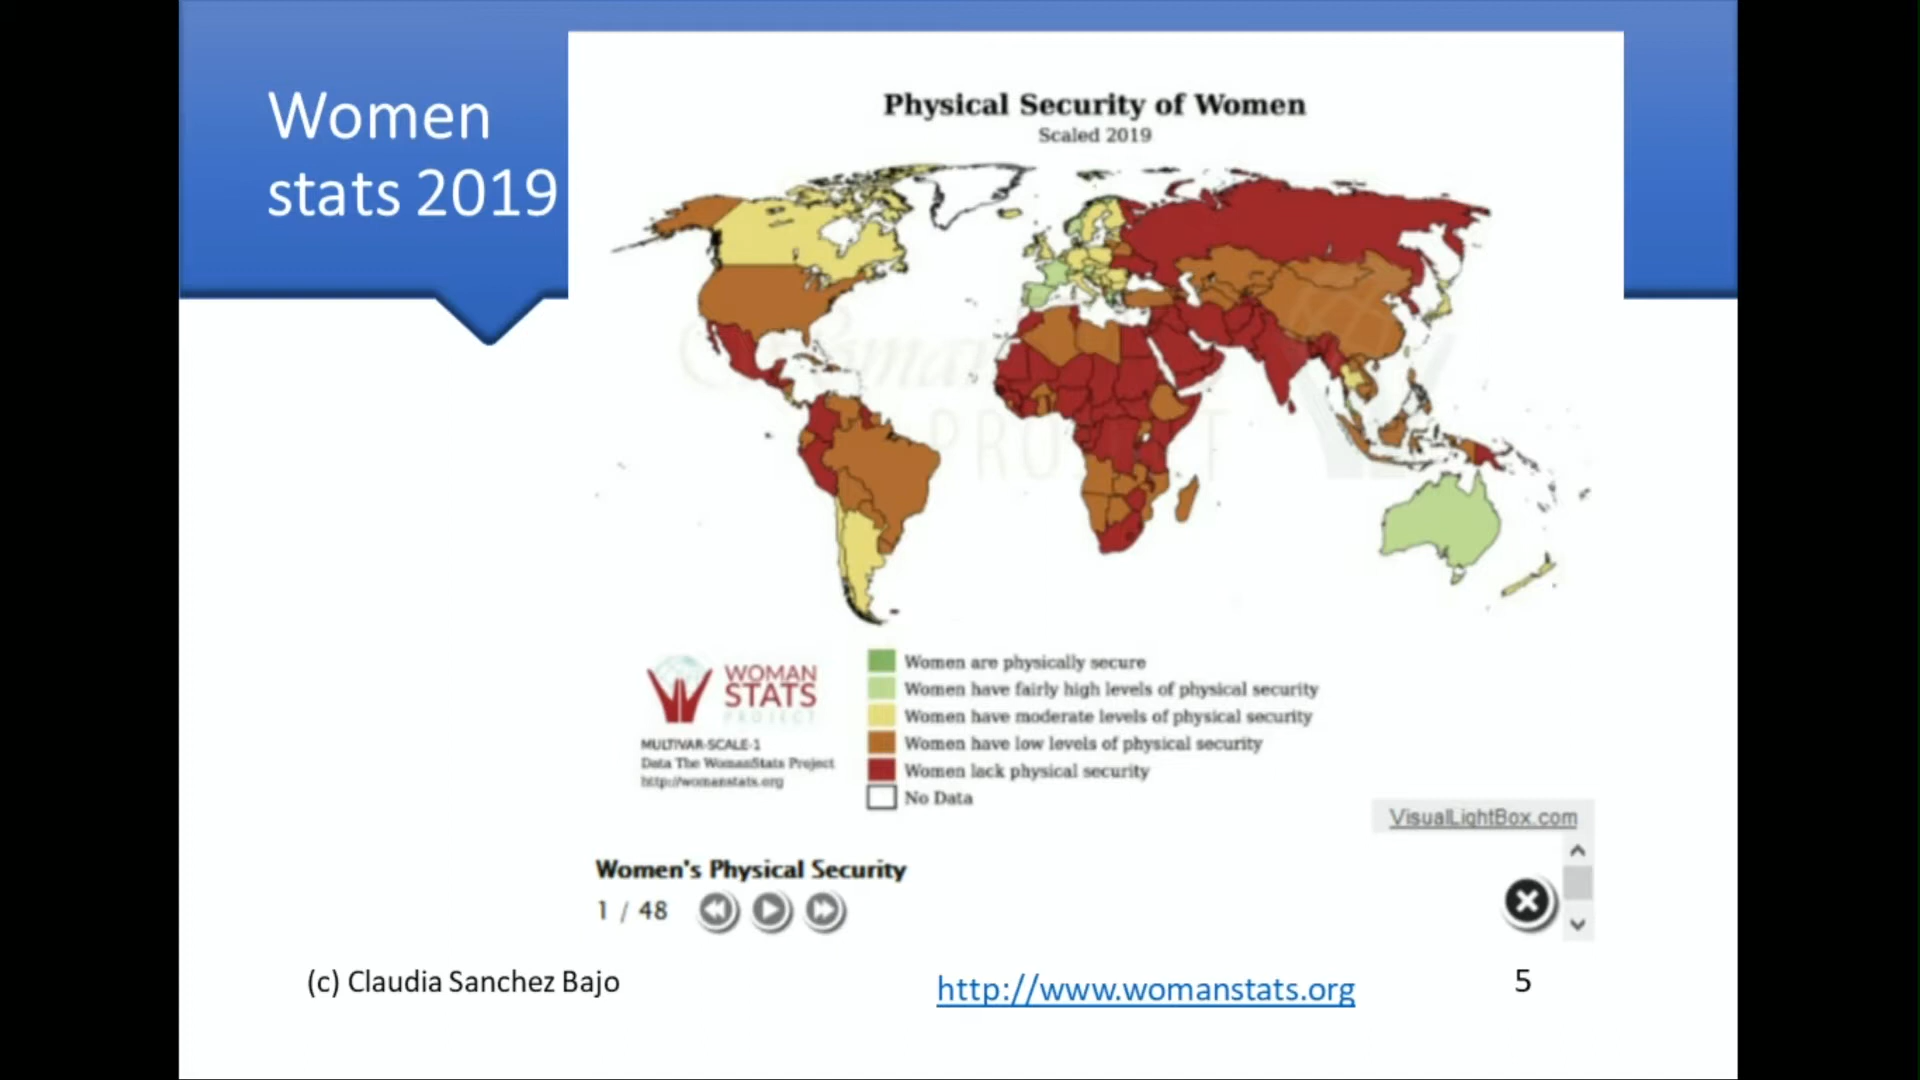 Women
stats 2019
Physical Security of Women
Scaled 2019
WOMAN
STATS
PROJECT
MULTIVAR-SCALE-1
Data The WomanStats Project
http://womanstats.org
Women are physically secure
Women have fairly high levels of physical security
Women have moderate levels of physical security
Women have low levels of physical security
Women lack physical security
No Data
VisualLightBox.com
Women's Physical Security
1 / 48
(c) Claudia Sanchez Bajo
http://www.womanstats.org
5